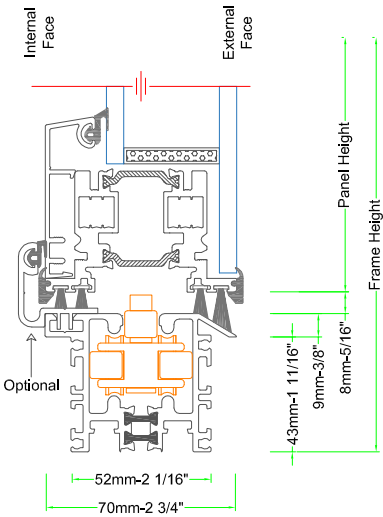 Internal
Face
External
Face
Panel Height
Frame Height
Optional
8mm-5/16"
9mm-3/8"
43mm-1 11/16"
52mm-2 1/16"
70mm-2 3/4"